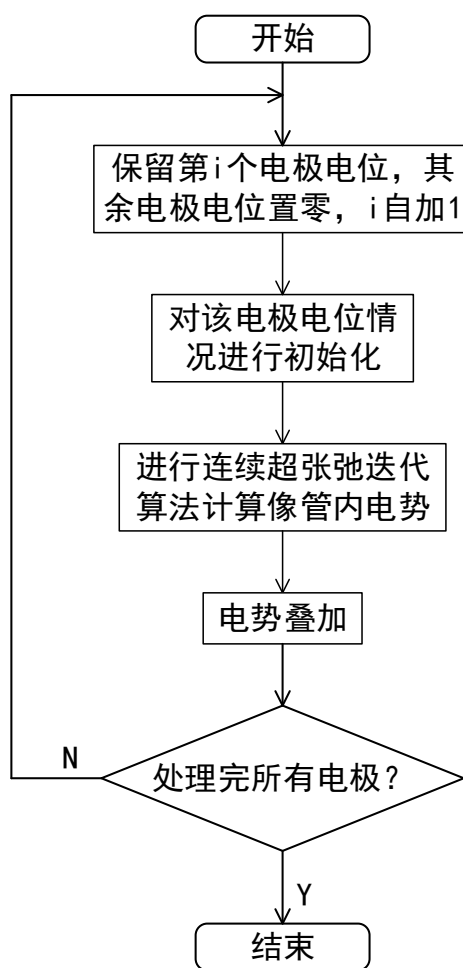 开始
保留第i个电极电位，其
余电极电位置零，i自加1
对该电极电位情
况进行初始化
进行连续超张弛迭代
算法计算像管内电势
电势叠加
N
处理完所有电极？
Y
结束